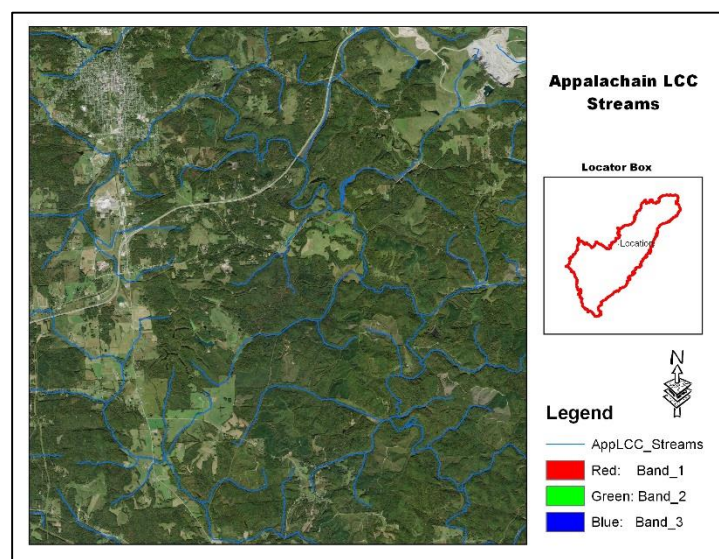 Appalachain LCC
Streams
Locator Box
Location
N
Legend
AppLCC_Streams
Red: Band_1
Green: Band_2
Blue: Band_3